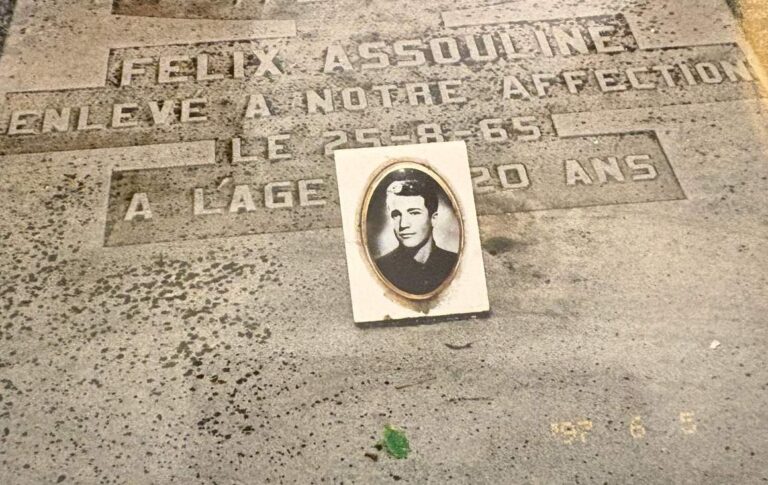 FELIX ASSOULINE
ENLEVE A NOTRE AFFECTION
LE 25-8-65
A L'AGE 20 ANS
'97 6 5